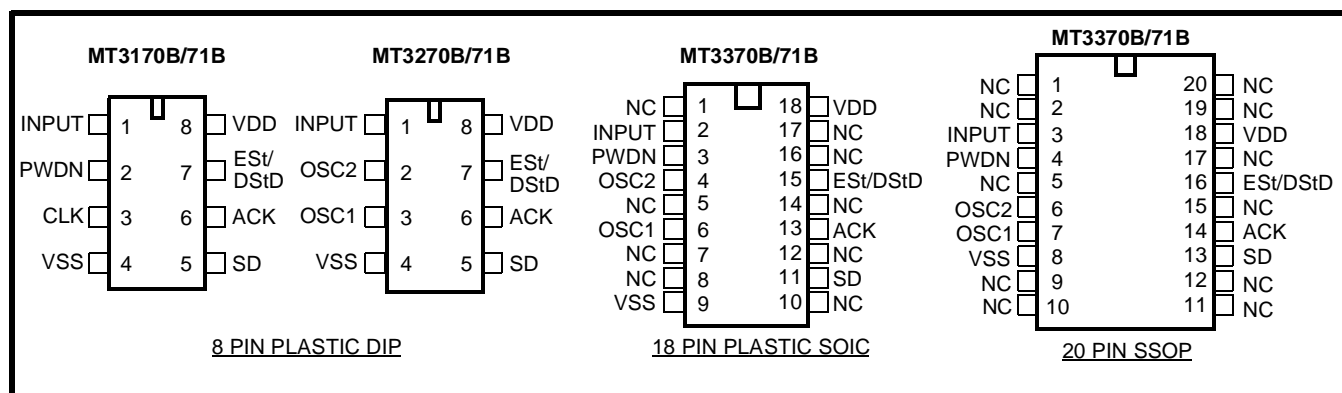 MT3170B/71B
INPUT 1 8 VDD
PWDN 2 7 ESt/
DStD
CLK 3 6 ACK
VSS 4 5 SD
MT3270B/71B
INPUT 1 8 VDD
OSC2 2 7 ESt/
DStD
OSC1 3 6 ACK
VSS 4 5 SD
8 PIN PLASTIC DIP
MT3370B/71B
NC 1 18 VDD
INPUT 2 17 NC
PWDN 3 16 NC
OSC2 4 15 ESt/DStD
NC 5 14 NC
OSC1 6 13 ACK
NC 7 12 NC
NC 8 11 SD
VSS 9 10 NC
18 PIN PLASTIC SOIC
MT3370B/71B
NC 1 20 NC
NC 2 19 NC
INPUT 3 18 VDD
PWDN 4 17 NC
NC 5 16 ESt/DStD
OSC2 6 15 NC
OSC1 7 14 ACK
VSS 8 13 SD
NC 9 12 NC
NC 10 11 NC
20 PIN SSOP